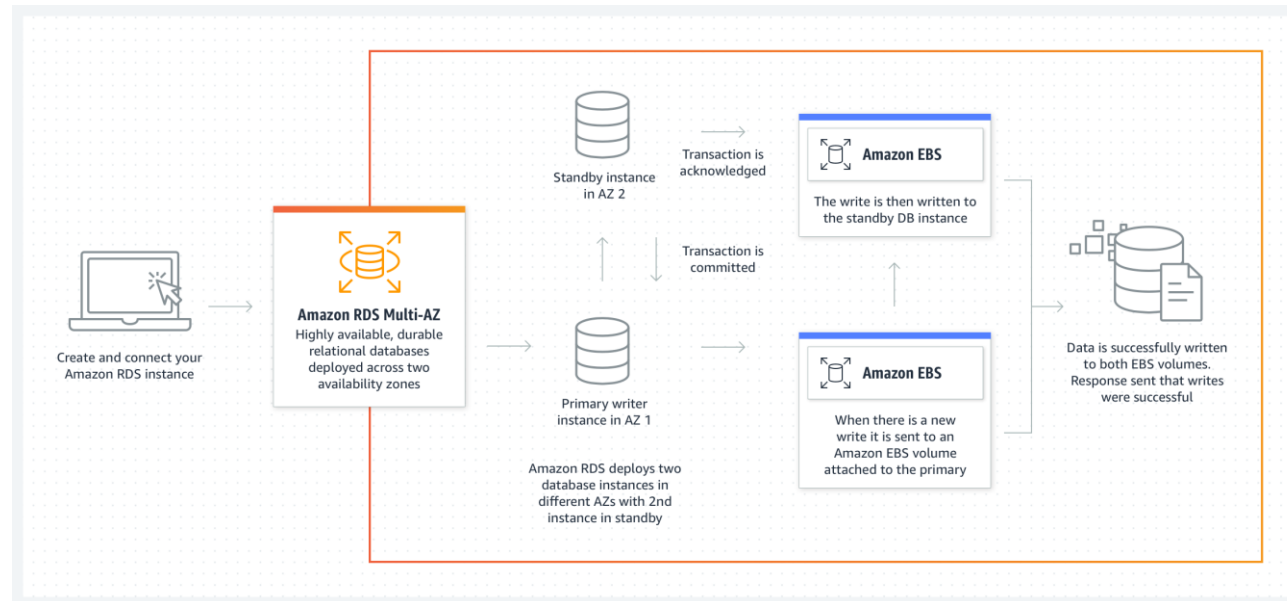 Create and connect your
Amazon RDS instance
Amazon RDS Multi-AZ
Highly available, durable
relational databases
deployed across two
availability zones
Standby instance
in AZ 2
Transaction is
acknowledged
Transaction is
committed
Primary writer
instance in AZ 1
Amazon RDS deploys two
database instances in
different AZs with 2nd
instance in standby
Amazon EBS
The write is then written to
the standby DB instance
Amazon EBS
When there is a new
write it is sent to an
Amazon EBS volume
attached to the primary
Data is successfully written
to both EBS volumes.
Response sent that writes
were successful